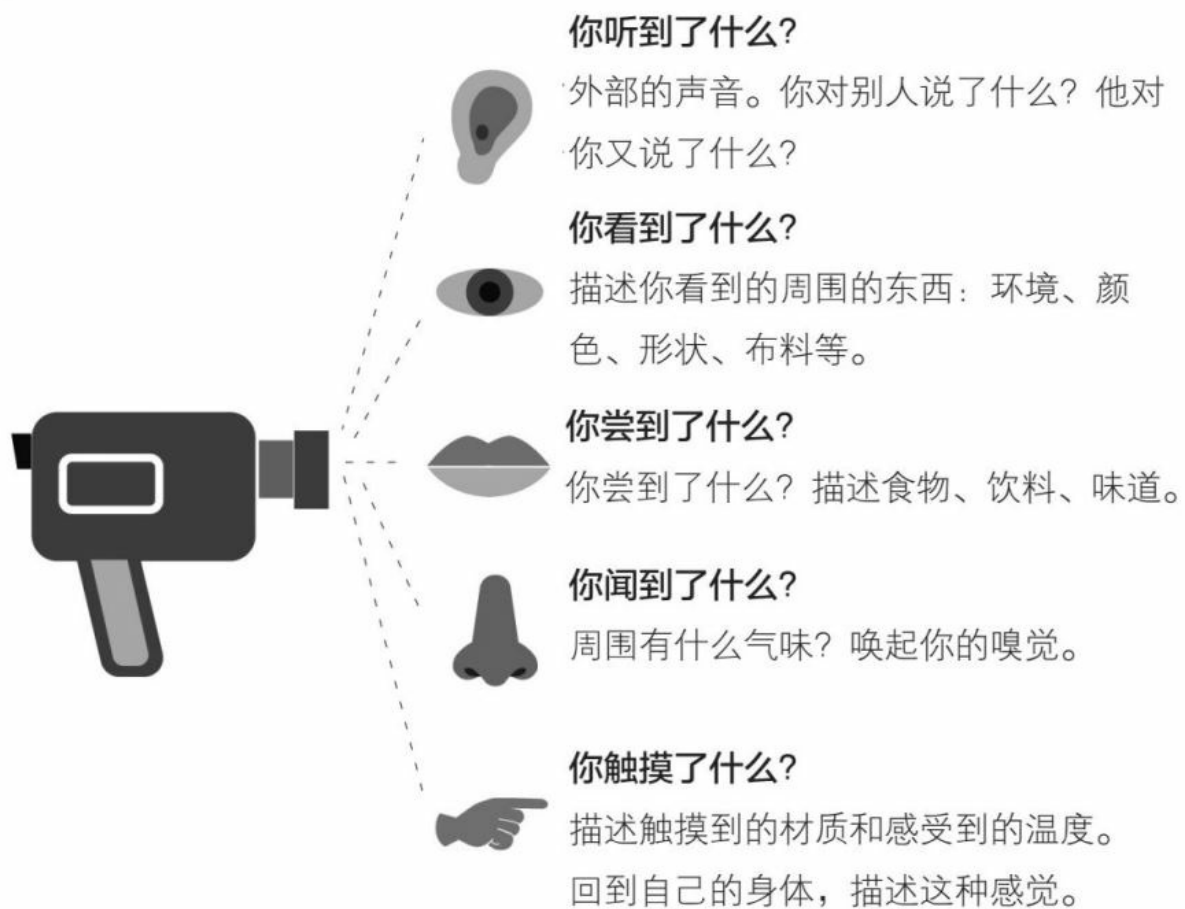 你听到了什么?
外部的声音。你对别人说了什么?他对
你又说了什么?
你看到了什么?
描述你看到的周围的东西:环境、颜
色、形状、布料等。
你尝到了什么?
你尝到了什么?描述食物、饮料、味道。
你闻到了什么?
周围有什么气味?唤起你的嗅觉。
你触摸了什么?
描述触摸到的材质和感受到的温度。
回到自己的身体,描述这种感觉。